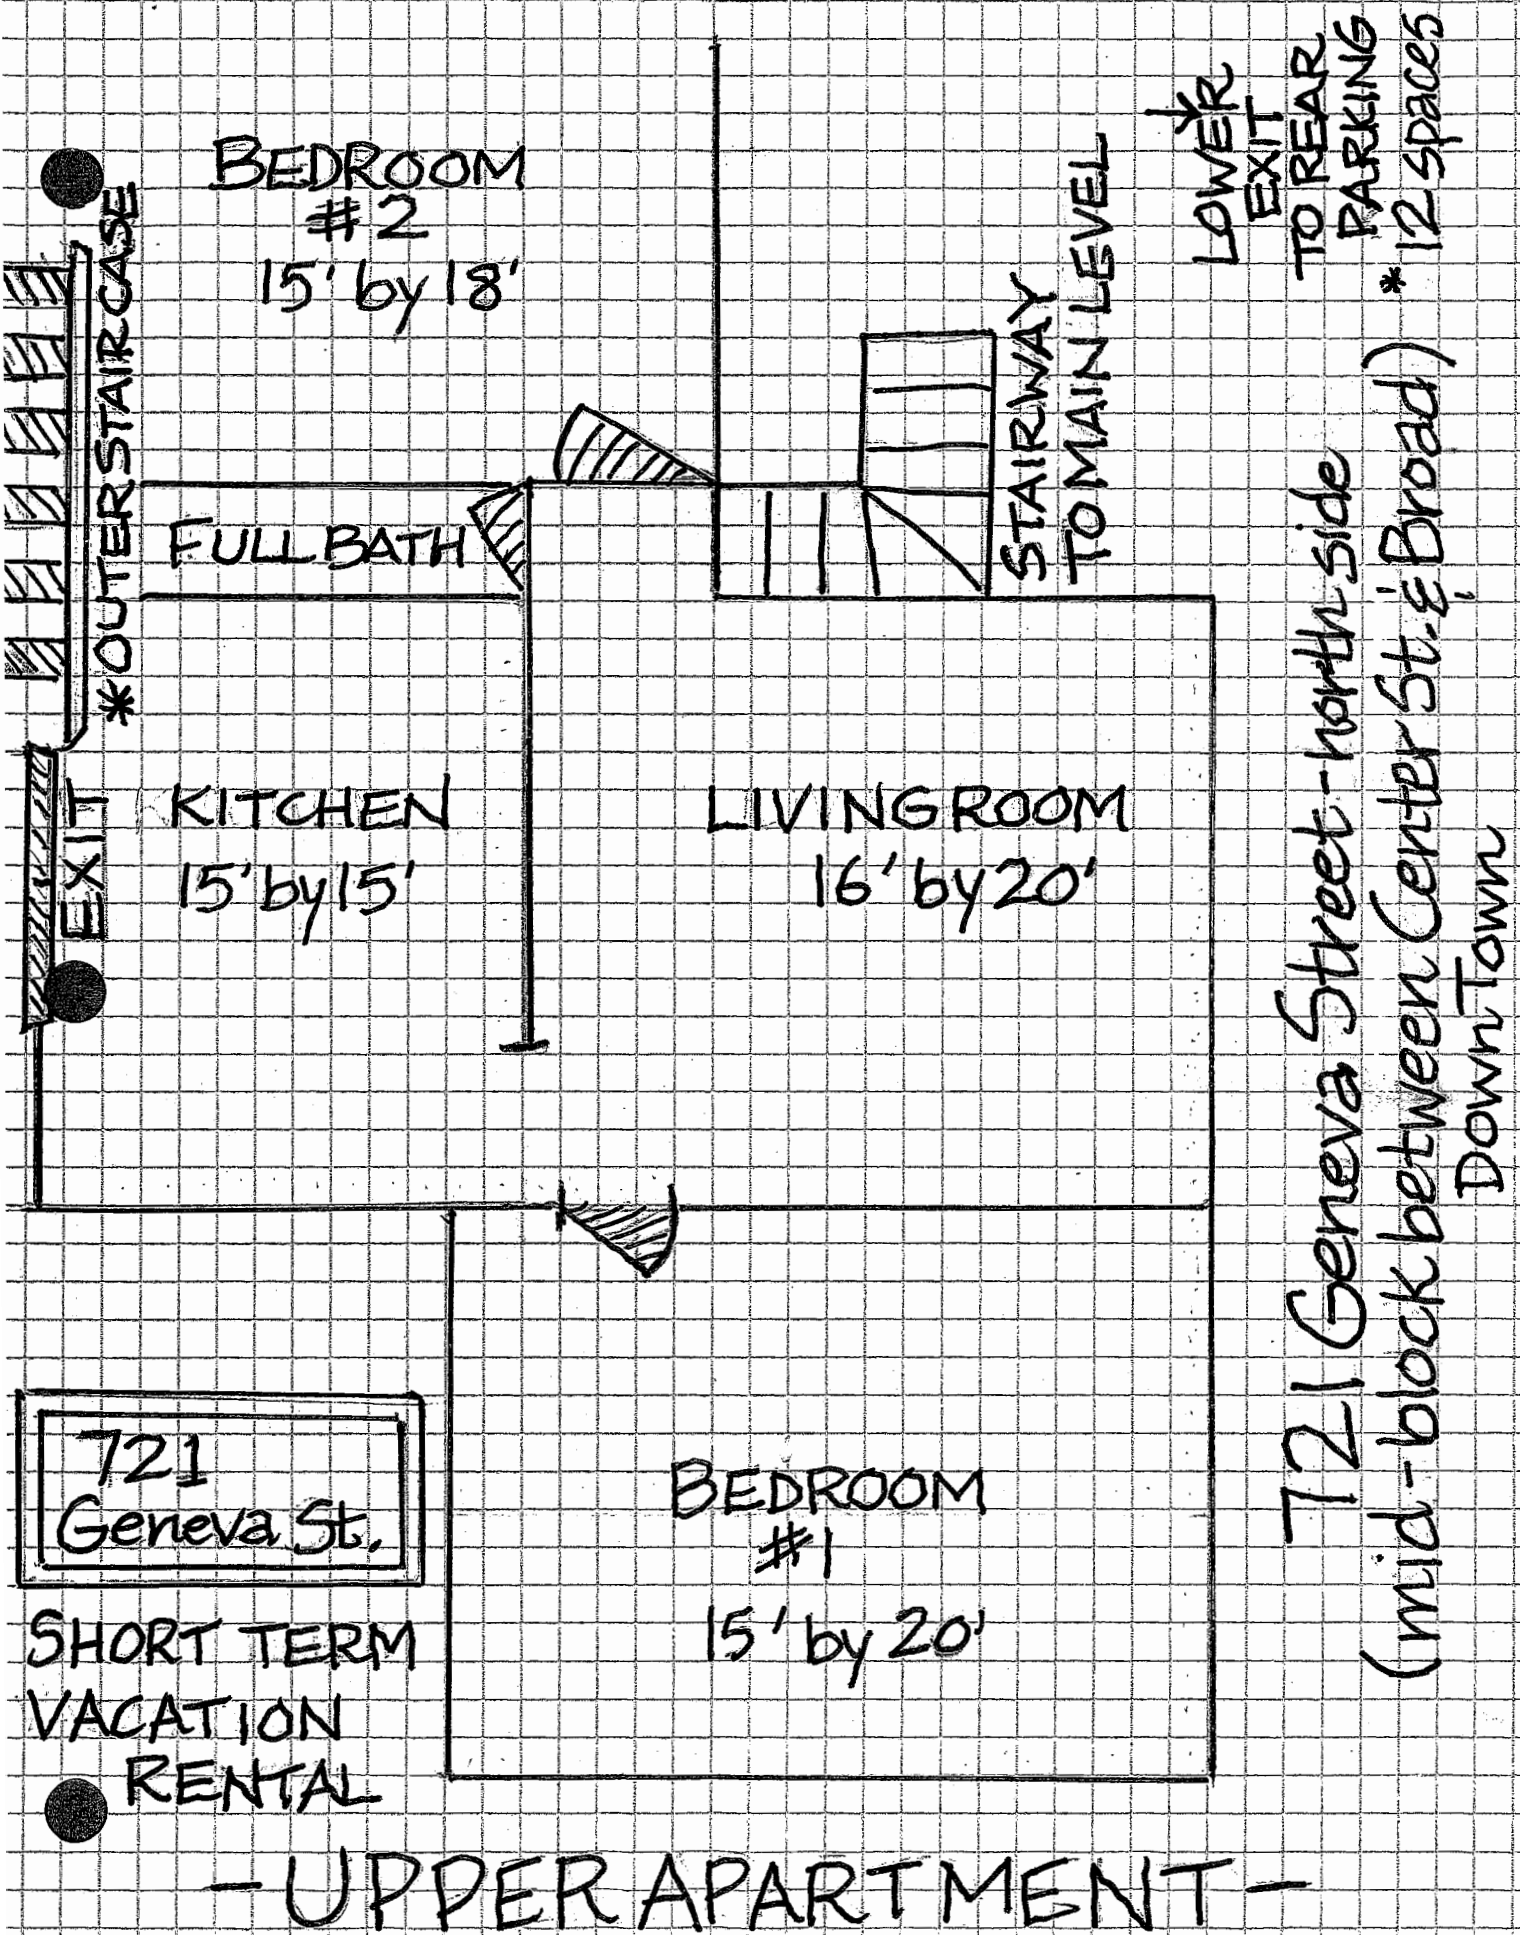 BEDROOM
#2
15' by 18'
*OUTER STAIRCASE
FULL BATH
STAIRWAY
TO MAIN LEVEL
LOWER
EXIT
TO REAR
PARKING
*12 spaces
EXIT
KITCHEN
15' by 15'
LIVING ROOM
16' by 20'
721 Geneva Street - north side
(mid-block between Center St. & Broad)
Down Town
BEDROOM
#1
15' by 20'
721
Geneva St.
SHORT TERM
VACATION
RENTAL
- UPPER APARTMENT -